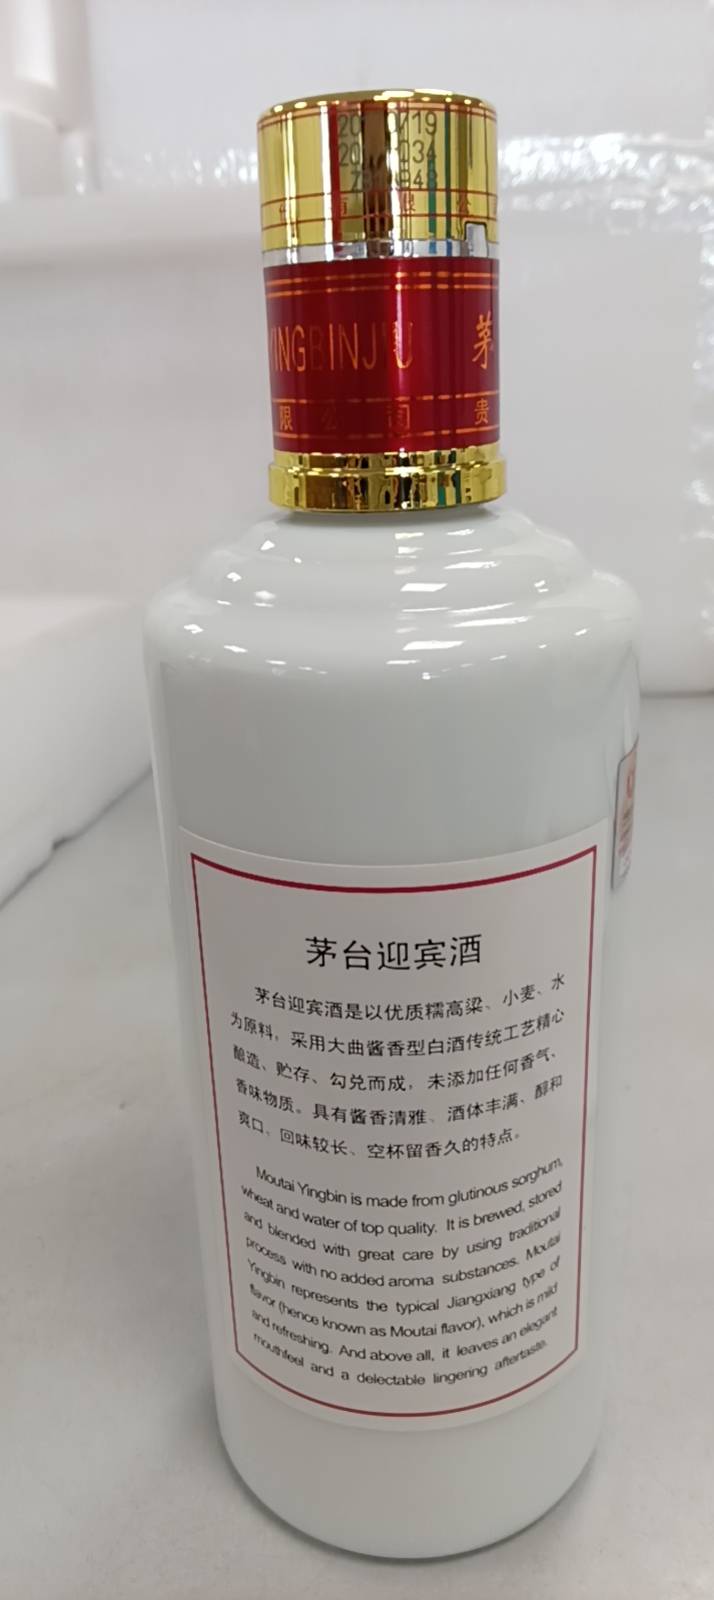 YINGBINJIU 茅
限公司 贵
茅台迎宾酒
茅台迎宾酒是以优质糯高粱、小麦、水
为原料，采用大曲酱香型白酒传统工艺精心
酿造、贮存、勾兑而成，未添加任何香气、
香味物质。具有酱香清雅、酒体丰满、醇和
爽口、回味较长、空杯留香久的特点。
Moutai Yingbin is made from glutinous sorghum,
wheat and water of top quality. It is brewed, stored
and blended with great care by using traditional
process with no added aroma substances. Moutai
Yingbin represents the typical Jiangxiang type of
flavor (hence known as Moutai flavor), which is mild
and refreshing. And above all, it leaves an elegant
mouthfeel and a delectable lingering aftertaste.